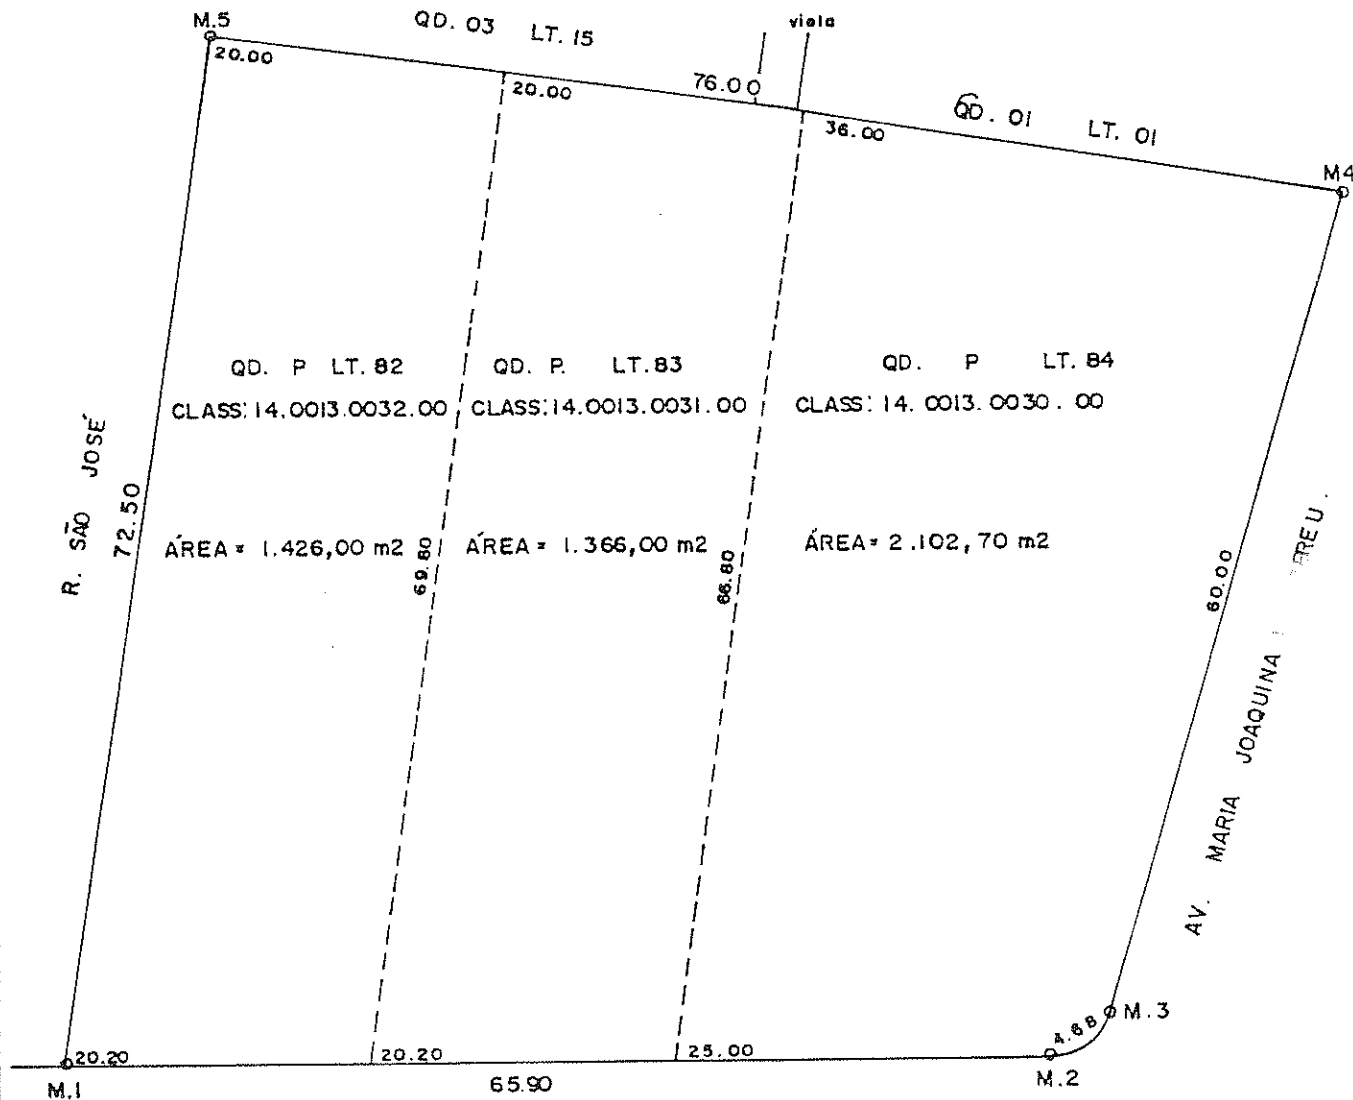 M.5
QD. 03 LT. 15
viela
20.00
20.00
76.00
36.00
QD. 01 LT. 01
M4
QD. P LT. 82
CLASS: 14.0013.0032.00
ÁREA = 1.426,00 m2
QD. P. LT. 83
CLASS: 14.0013.0031.00
ÁREA = 1.366,00 m2
QD. P LT. 84
CLASS: 14.0013.0030.00
ÁREA = 2.102,70 m2
R. SÃO JOSÉ
72.50
69.80
66.80
60.00
AV. MARIA JOAQUINA
4.68
M.3
M.2
M.1
20.20
20.20
25.00
65.90